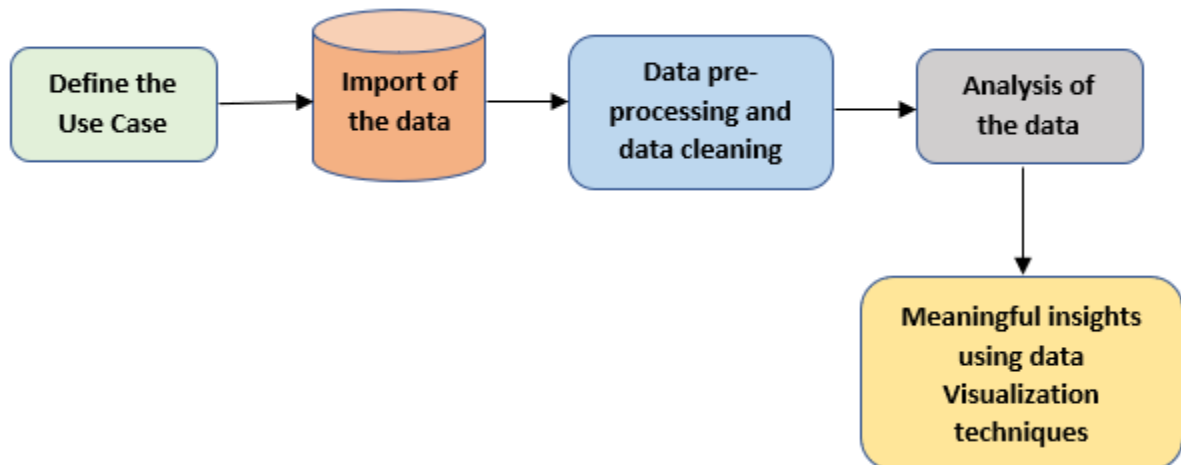 Define the
Use Case
Import of
the data
Data pre-
processing and
data cleaning
Analysis of
the data
Meaningful insights
using data
Visualization
techniques